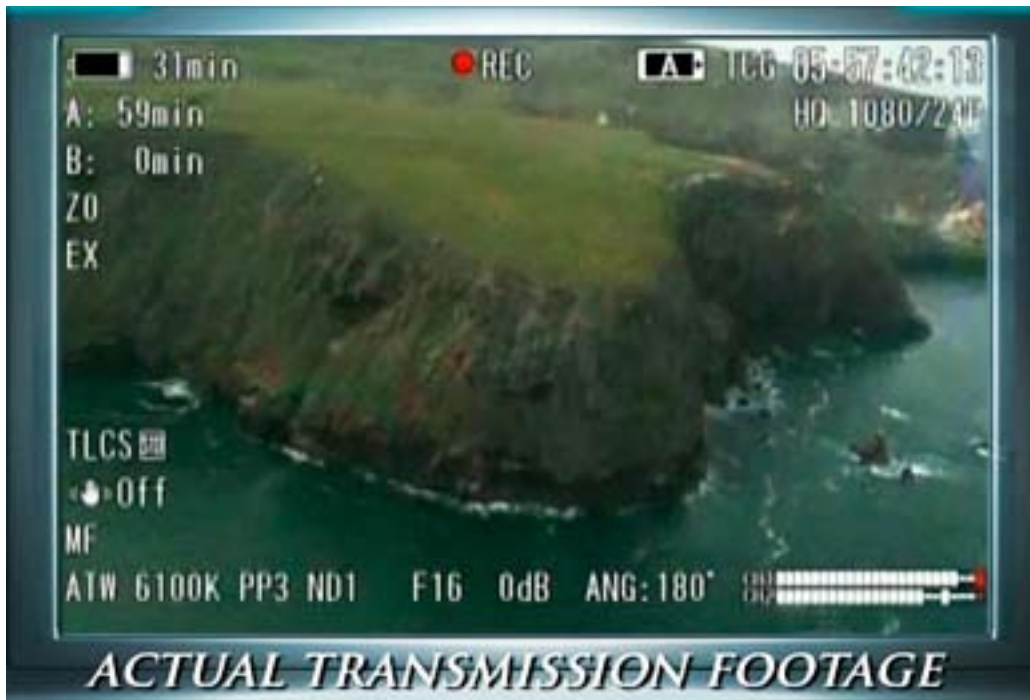 31min REC A TCG 05:57:42:13
A: 59min HQ 1080/24P
B: 0min
Z0
EX
TLCS
Off
MF
ATW 6100K PP3 ND1 F16 0dB ANG:180°
ACTUAL TRANSMISSION FOOTAGE